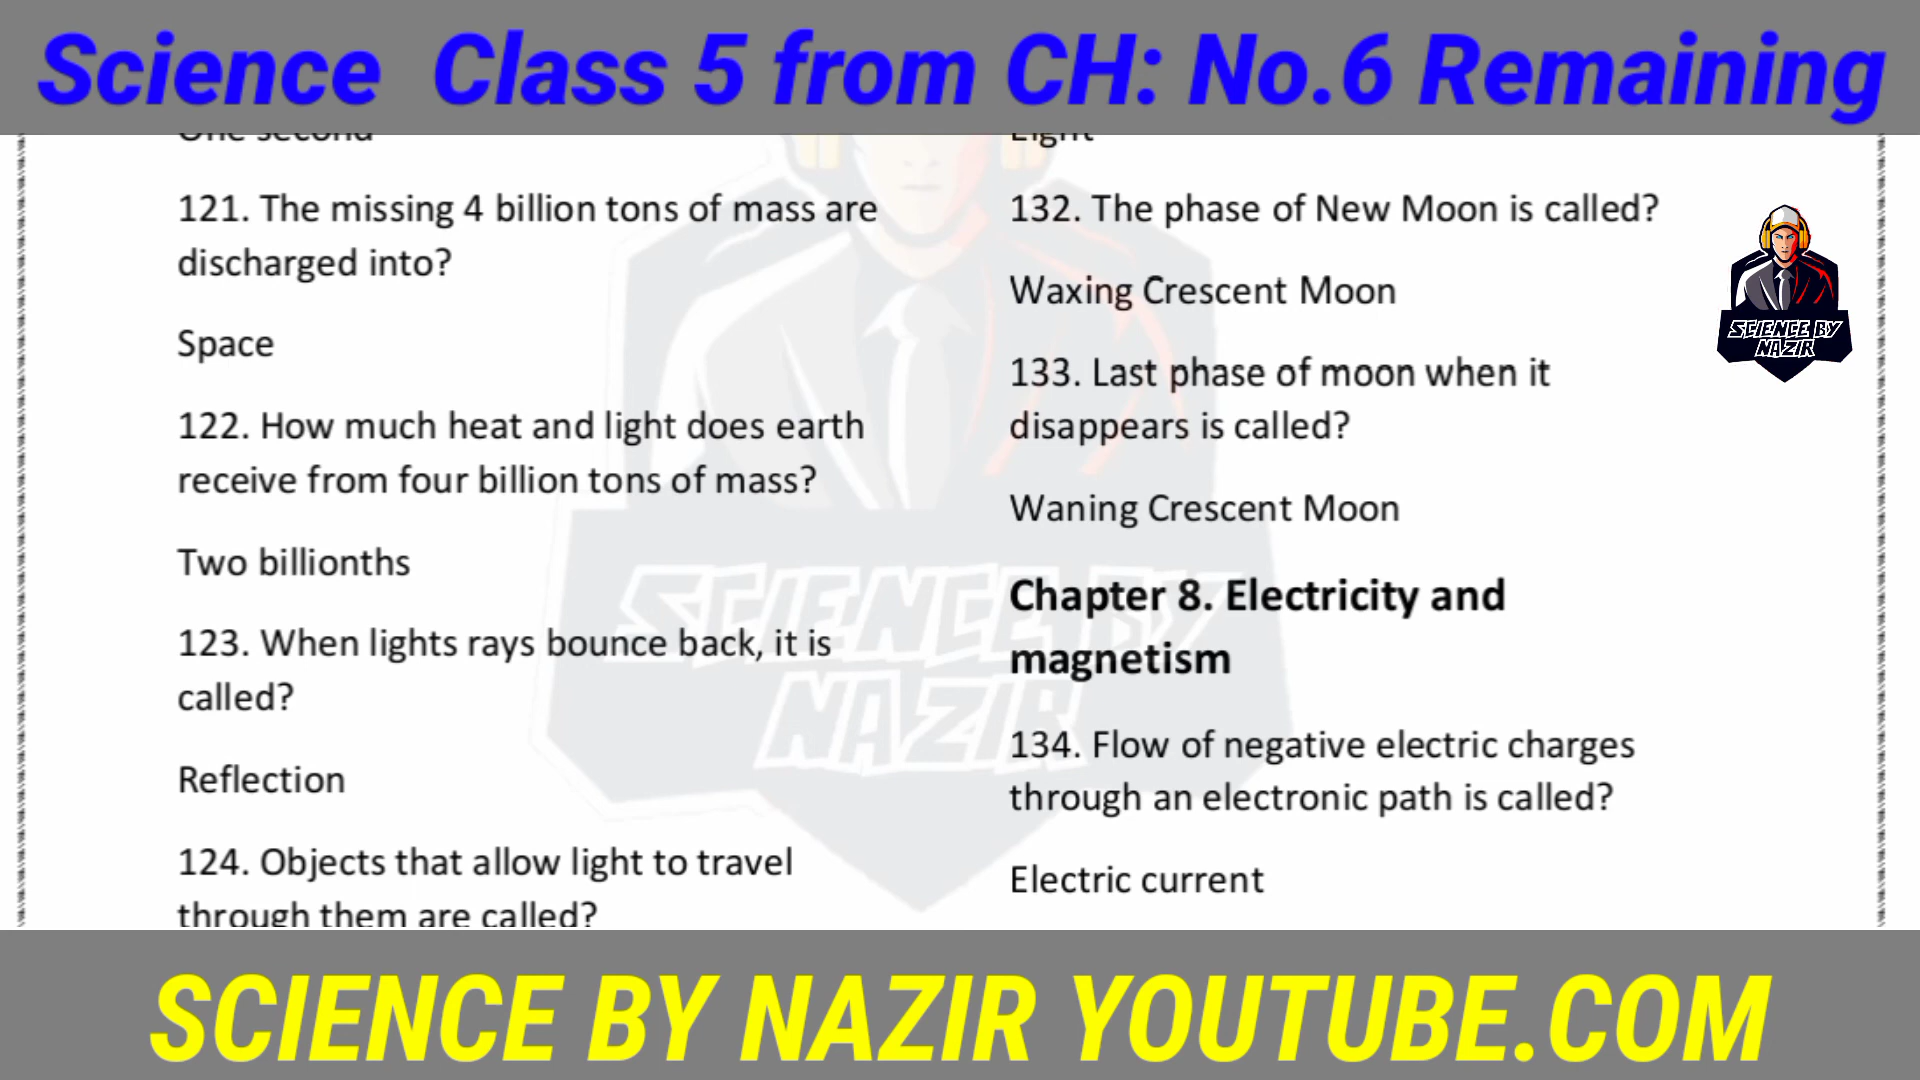 Science Class 5 from CH: No.6 Remaining
One second
121. The missing 4 billion tons of mass are
discharged into?
Space
122. How much heat and light does earth
receive from four billion tons of mass?
Two billionths
123. When lights rays bounce back, it is
called?
Reflection
124. Objects that allow light to travel
through them are called?
Eight
132. The phase of New Moon is called?
Waxing Crescent Moon
133. Last phase of moon when it
disappears is called?
Waning Crescent Moon
Chapter 8. Electricity and
magnetism
134. Flow of negative electric charges
through an electronic path is called?
Electric current
SCIENCE BY
NAZIR
SCIENCE BY
NAZIR
SCIENCE BY NAZIR YOUTUBE.COM